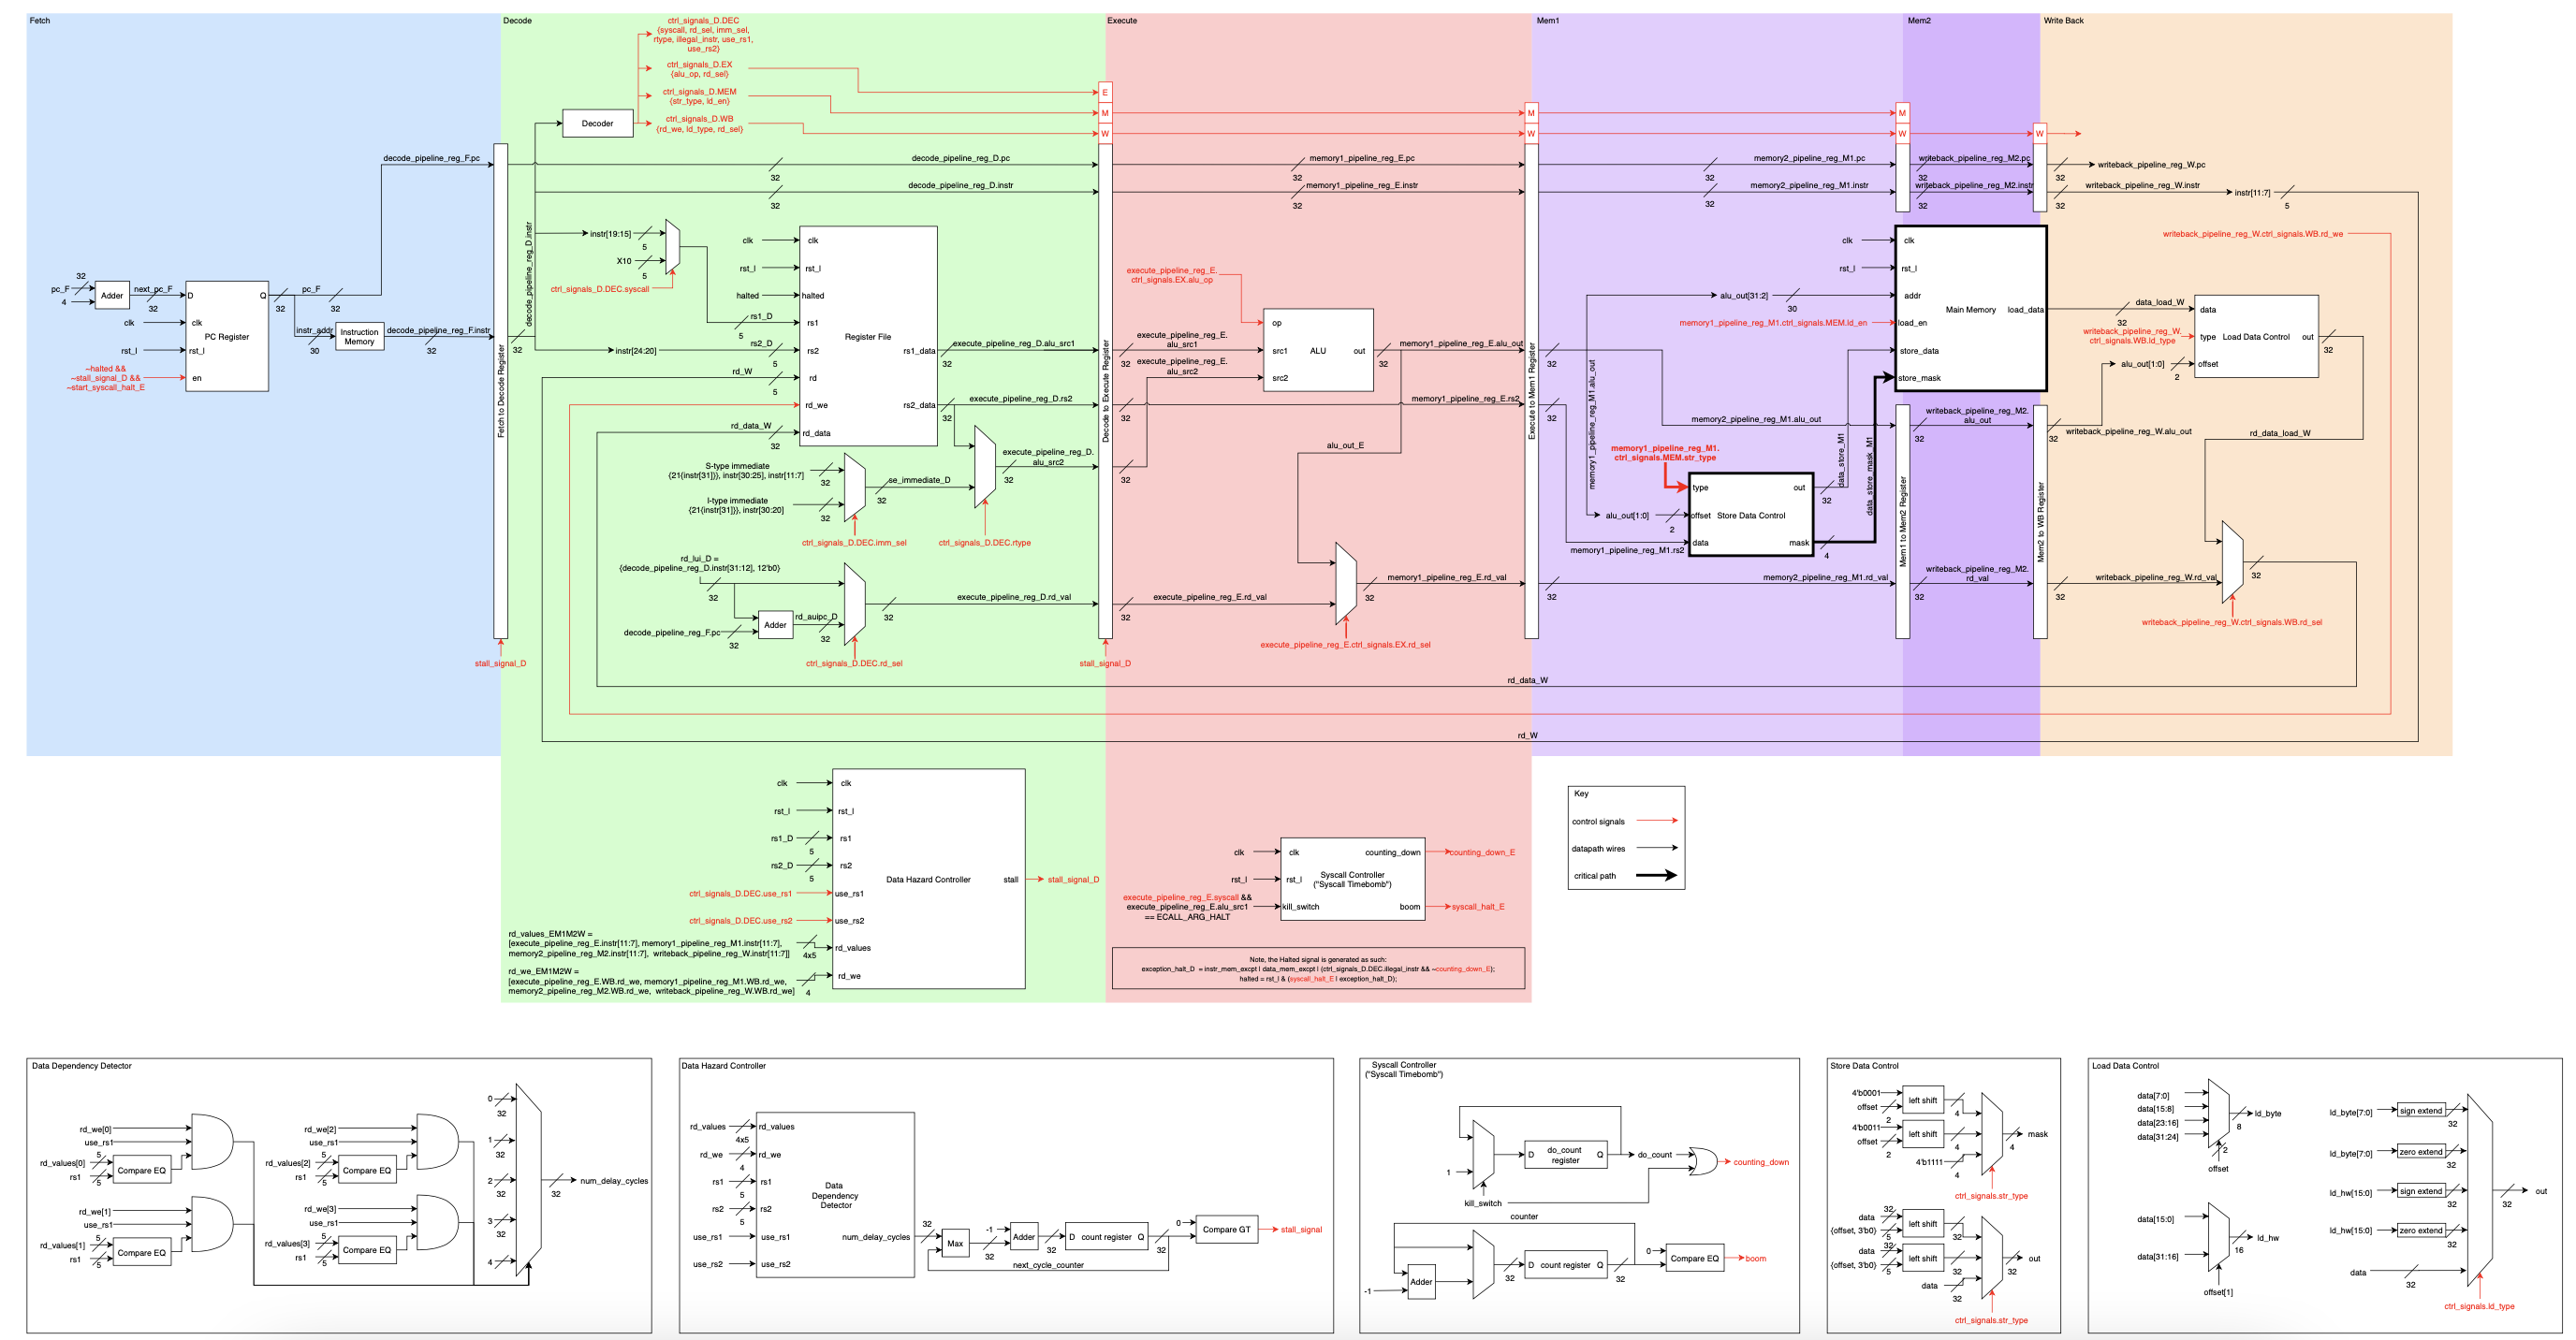 Fetch
pc_F
32
4
Adder
next_pc_F
32
clk
rst_l
~halted &&
~stall_signal_D &&
~start_syscall_halt_E
D
Q
clk
PC Register
rst_l
en
32
pc_F
32
instr_addr
30
Instruction
Memory
decode_pipeline_reg_F.pc
decode_pipeline_reg_F.instr
32
Fetch to Decode Register
stall_signal_D
Decode
ctrl_signals_D.DEC
{syscall, rd_sel, imm_sel,
rtype, illegal_instr, use_rs1,
use_rs2}
ctrl_signals_D.EX
{alu_op, rd_sel}
ctrl_signals_D.MEM
{str_type, ld_en}
ctrl_signals_D.WB
{rd_we, ld_type, rd_sel}
Decoder
decode_pipeline_reg_D.pc
32
decode_pipeline_reg_D.instr
32
decode_pipeline_reg_D.instr
32
instr[19:15]
5
X10
5
ctrl_signals_D.DEC.syscall
clk
rst_l
halted
rs1_D
5
instr[24:20]
rs2_D
5
rd_W
5
rd_data_W
32
clk
rst_l
halted
rs1
rs2
rd
rd_we
rd_data
Register File
rs1_data
rs2_data
32
execute_pipeline_reg_D.alu_src1
32
execute_pipeline_reg_D.rs2
S-type immediate
{21{instr[31]}}, instr[30:25], instr[11:7]
32
I-type immediate
{21{instr[31]}}, instr[30:20]
32
se_immediate_D
32
ctrl_signals_D.DEC.imm_sel
ctrl_signals_D.DEC.rtype
execute_pipeline_reg_D.
alu_src2
32
rd_lui_D =
{decode_pipeline_reg_D.instr[31:12], 12'b0}
32
decode_pipeline_reg_F.pc
32
Adder
rd_auipc_D
32
ctrl_signals_D.DEC.rd_sel
32
execute_pipeline_reg_D.rd_val
Decode to Execute Register
stall_signal_D
E
M
W
Execute
memory1_pipeline_reg_E.pc
32
memory1_pipeline_reg_E.instr
32
execute_pipeline_reg_E.
ctrl_signals.EX.alu_op
execute_pipeline_reg_E.
alu_src1
32
execute_pipeline_reg_E.
alu_src2
32
32
op
src1
ALU
out
src2
32
memory1_pipeline_reg_E.alu_out
memory1_pipeline_reg_E.rs2
alu_out_E
32
execute_pipeline_reg_E.rd_val
32
memory1_pipeline_reg_E.rd_val
execute_pipeline_reg_E.ctrl_signals.EX.rd_sel
Execute to Mem1 Register
M
W
Mem1
memory2_pipeline_reg_M1.pc
32
memory2_pipeline_reg_M1.instr
32
clk
rst_l
alu_out[31:2]
30
memory1_pipeline_reg_M1.ctrl_signals.MEM.ld_en
32
32
memory1_pipeline_reg_M1.alu_out
memory2_pipeline_reg_M1.alu_out
memory1_pipeline_reg_M1.
ctrl_signals.MEM.str_type
alu_out[1:0]
2
memory1_pipeline_reg_M1.rs2
type
out
offset
Store Data Control
data
mask
32
4
data_store_M1
data_store_mask_M1
32
memory2_pipeline_reg_M1.rd_val
Mem1 to Mem2 Register
M
W
Mem2
writeback_pipeline_reg_M2.pc
32
writeback_pipeline_reg_M2.instr
32
clk
rst_l
addr
Main Memory
load_data
load_en
store_data
store_mask
writeback_pipeline_reg_M2.
alu_out
32
writeback_pipeline_reg_M2.
rd_val
32
Mem2 to WB Register
W
Write Back
writeback_pipeline_reg_W.pc
32
writeback_pipeline_reg_W.instr
32
instr[11:7]
5
writeback_pipeline_reg_W.ctrl_signals.WB.rd_we
data_load_W
32
writeback_pipeline_reg_W.
ctrl_signals.WB.ld_type
alu_out[1:0]
2
data
type
Load Data Control
out
offset
32
32
writeback_pipeline_reg_W.alu_out
rd_data_load_W
32
writeback_pipeline_reg_W.rd_val
32
writeback_pipeline_reg_W.ctrl_signals.WB.rd_sel
rd_data_W
rd_W
clk
rst_l
rs1_D
5
rs2_D
5
ctrl_signals_D.DEC.use_rs1
ctrl_signals_D.DEC.use_rs2
rd_values_EM1M2W =
[execute_pipeline_reg_E.instr[11:7], memory1_pipeline_reg_M1.instr[11:7],
memory2_pipeline_reg_M2.instr[11:7], writeback_pipeline_reg_W.instr[11:7]]
4x5
rd_we_EM1M2W =
[execute_pipeline_reg_E.WB.rd_we, memory1_pipeline_reg_M1.WB.rd_we,
memory2_pipeline_reg_M2.WB.rd_we, writeback_pipeline_reg_W.WB.rd_we]
4
clk
rst_l
rs1
rs2
Data Hazard Controller
stall
use_rs1
use_rs2
rd_values
rd_we
stall_signal_D
clk
rst_l
execute_pipeline_reg_E.syscall &&
execute_pipeline_reg_E.alu_src1
== ECALL_ARG_HALT
clk
counting_down
rst_l
Syscall Controller
("Syscall Timebomb")
kill_switch
boom
counting_down_E
syscall_halt_E
Note, the Halted signal is generated as such:
exception_halt_D = instr_mem_excpt | data_mem_excpt | (ctrl_signals_D.DEC.illegal_instr && ~counting_down_E);
halted = rst_l & (syscall_halt_E | exception_halt_D);
Key
control signals
datapath wires
critical path
Data Dependency Detector
rd_we[0]
use_rs1
rd_values[0]
5
rs1
5
Compare EQ
rd_we[1]
use_rs1
rd_values[1]
5
rs1
5
Compare EQ
rd_we[2]
use_rs1
rd_values[2]
5
rs1
5
Compare EQ
rd_we[3]
use_rs1
rd_values[3]
5
rs1
5
Compare EQ
0
32
1
32
2
32
3
32
4
32
num_delay_cycles
Data Hazard Controller
rd_values
4x5
rd_we
4
rs1
5
rs2
5
use_rs1
use_rs2
rd_values
rd_we
rs1
Data
Dependency
Detector
rs2
num_delay_cycles
use_rs1
use_rs2
32
Max
32
-1
Adder
32
D
count register
Q
32
next_cycle_counter
0
Compare GT
stall_signal
Syscall Controller
("Syscall Timebomb")
1
kill_switch
D
do_count
register
Q
do_count
counting_down
counter
-1
Adder
32
D
count register
Q
32
0
Compare EQ
boom
Store Data Control
4'b0001
offset
2
left shift
4
4'b0011
offset
2
left shift
4
4'b1111
4
mask
4
ctrl_signals.str_type
data
32
{offset, 3'b0}
5
left shift
32
data
32
{offset, 3'b0}
5
left shift
32
data
32
out
32
ctrl_signals.str_type
Load Data Control
data[7:0]
data[15:8]
data[23:16]
data[31:24]
2
offset
ld_byte
8
data[15:0]
data[31:16]
offset[1]
ld_hw
16
ld_byte[7:0]
sign extend
32
ld_byte[7:0]
zero extend
32
ld_hw[15:0]
sign extend
32
ld_hw[15:0]
zero extend
32
data
32
out
32
ctrl_signals.ld_type